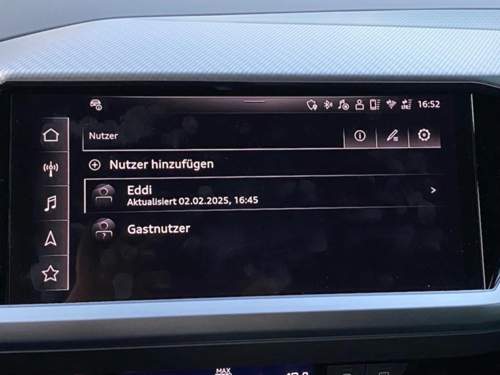 16:52
Nutzer
Nutzer hinzufügen
Eddi
Aktualisiert 02.02.2025, 16:45
Gastnutzer
MAX